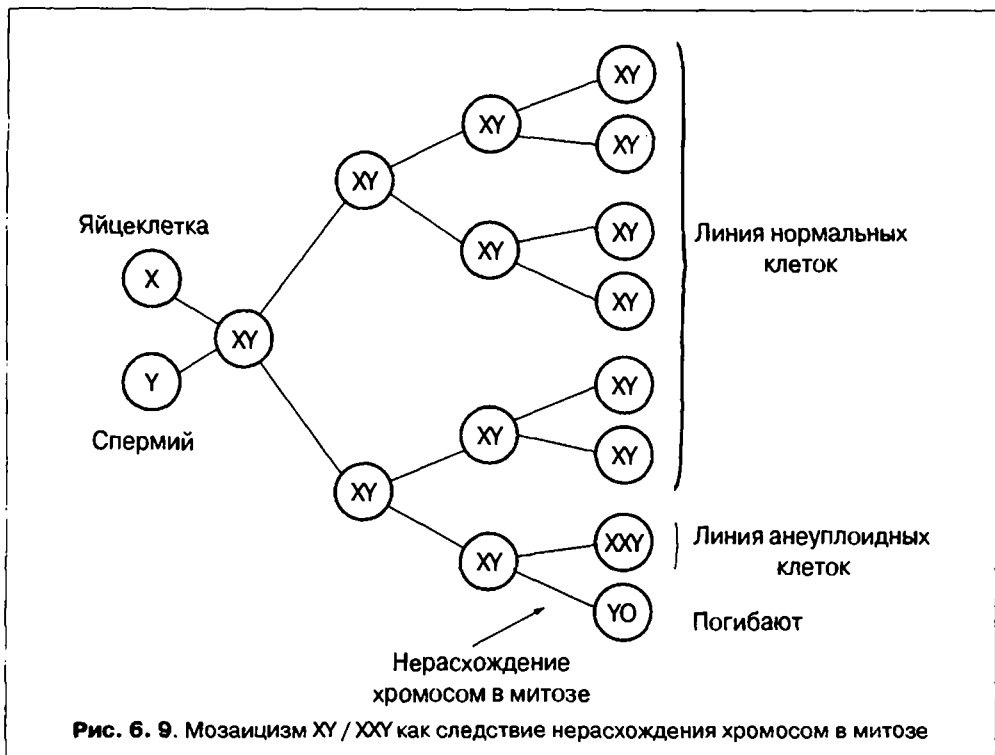 XY
XY
XY
XY
Яйцеклетка
XY
Линия нормальных
клеток
X
XY
XY
XY
Y
XY
Спермий
XY
XY
XY
XXY
Линия анеуплоидных
клеток
XY
YO
Погибают
Нерасхождение
хромосом в митозе
Рис. 6. 9. Мозаицизм XY / XXY как следствие нерасхождения хромосом в митозе